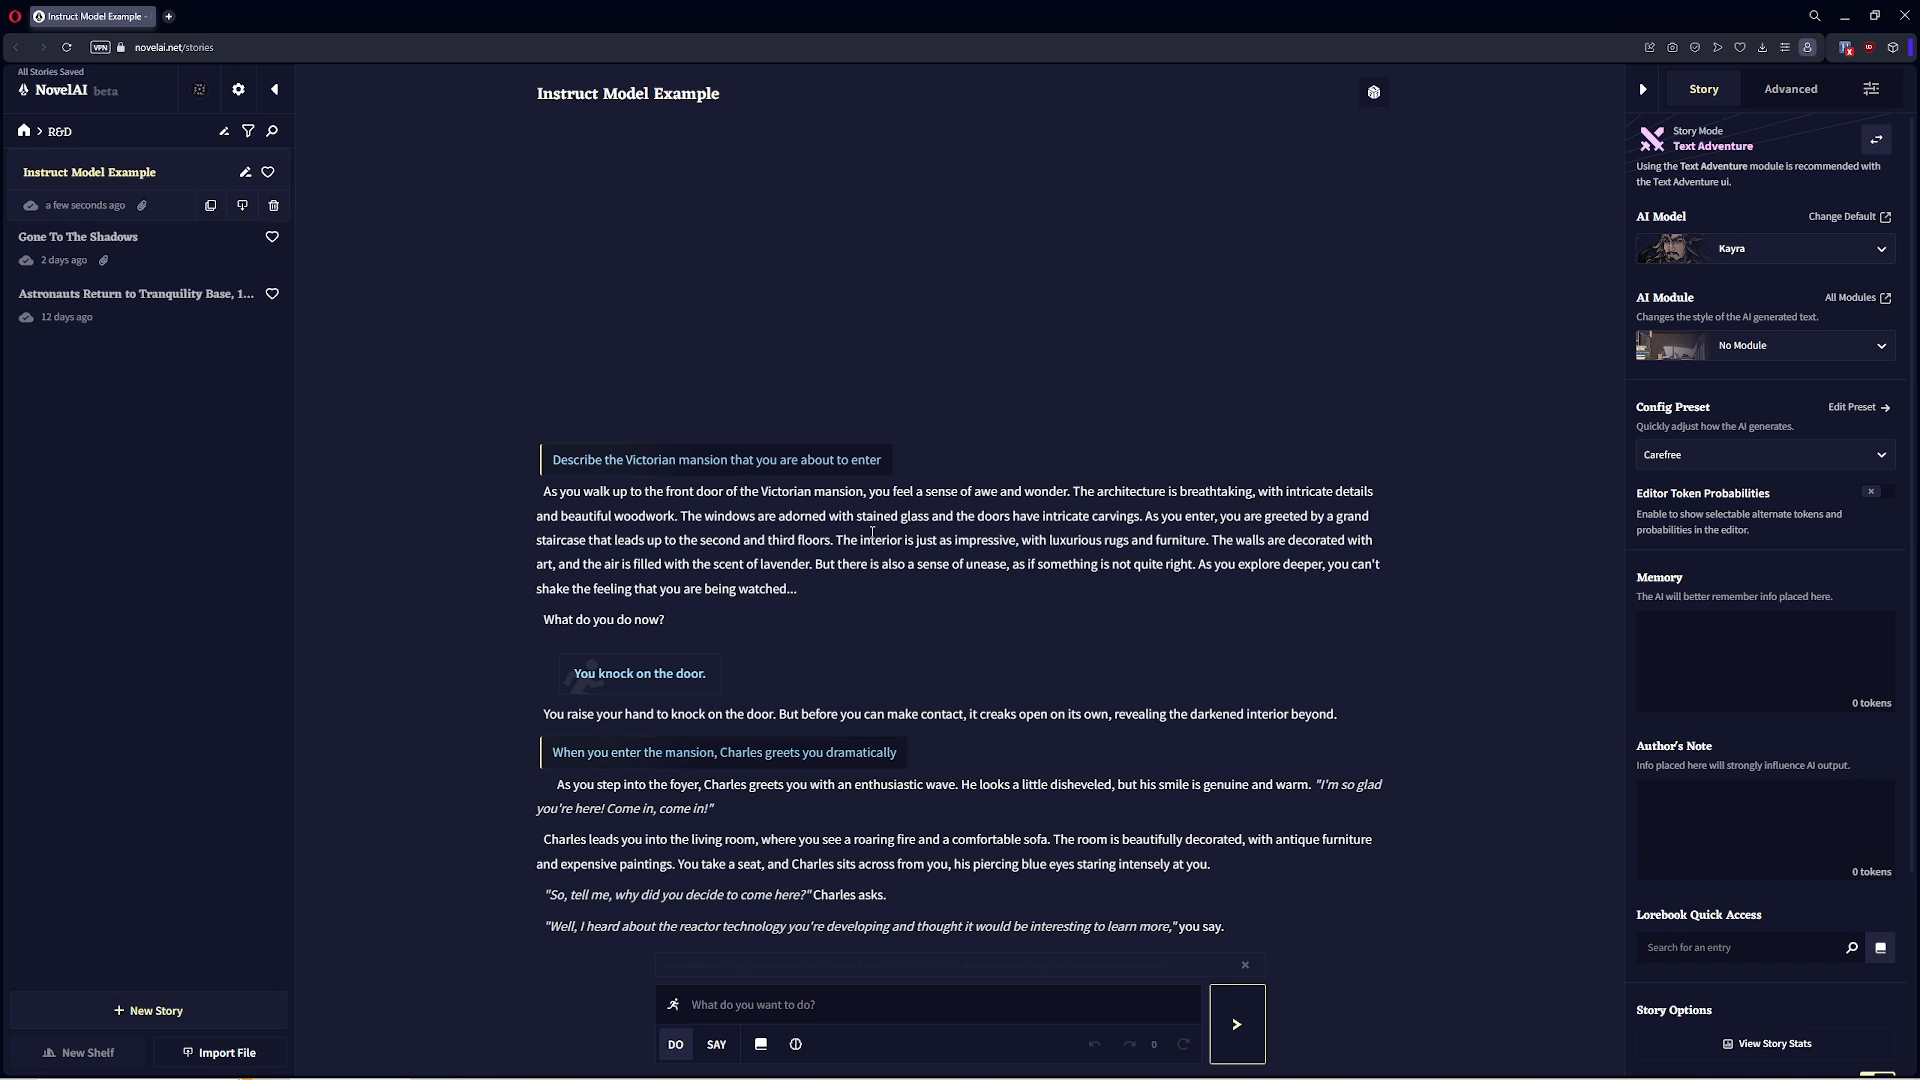 Instruct Model Example -
VPN
novelai.net/stories
All Stories Saved
NovelAI beta
R&D
Instruct Model Example
a few seconds ago
Gone To The Shadows
2 days ago
Astronauts Return to Tranquility Base, 1...
12 days ago
+ New Story
New Shelf
Import File
Instruct Model Example
Describe the Victorian mansion that you are about to enter
As you walk up to the front door of the Victorian mansion, you feel a sense of awe and wonder. The architecture is breathtaking, with intricate details
and beautiful woodwork. The windows are adorned with stained glass and the doors have intricate carvings. As you enter, you are greeted by a grand
staircase that leads up to the second and third floors. The interior is just as impressive, with luxurious rugs and furniture. The walls are decorated with
art, and the air is filled with the scent of lavender. But there is also a sense of unease, as if something is not quite right. As you explore deeper, you can't
shake the feeling that you are being watched...
What do you do now?
You knock on the door.
You raise your hand to knock on the door. But before you can make contact, it creaks open on its own, revealing the darkened interior beyond.
When you enter the mansion, Charles greets you dramatically
As you step into the foyer, Charles greets you with an enthusiastic wave. He looks a little disheveled, but his smile is genuine and warm. "I'm so glad
you're here! Come in, come in!"
Charles leads you into the living room, where you see a roaring fire and a comfortable sofa. The room is beautifully decorated, with antique furniture
and expensive paintings. You take a seat, and Charles sits across from you, his piercing blue eyes staring intensely at you.
"So, tell me, why did you decide to come here?" Charles asks.
"Well, I heard about the reactor technology you're developing and thought it would be interesting to learn more," you say.
What do you want to do?
DO
SAY
0
Story
Advanced
Story Mode
Text Adventure
Using the Text Adventure module is recommended with
the Text Adventure ui.
AI Model
Change Default
Kayra
AI Module
All Modules
Changes the style of the AI generated text.
No Module
Config Preset
Edit Preset
Quickly adjust how the AI generates.
Carefree
Editor Token Probabilities
Enable to show selectable alternate tokens and
probabilities in the editor.
Memory
The AI will better remember info placed here.
0 tokens
Author's Note
Info placed here will strongly influence AI output.
0 tokens
Lorebook Quick Access
Search for an entry
Story Options
View Story Stats